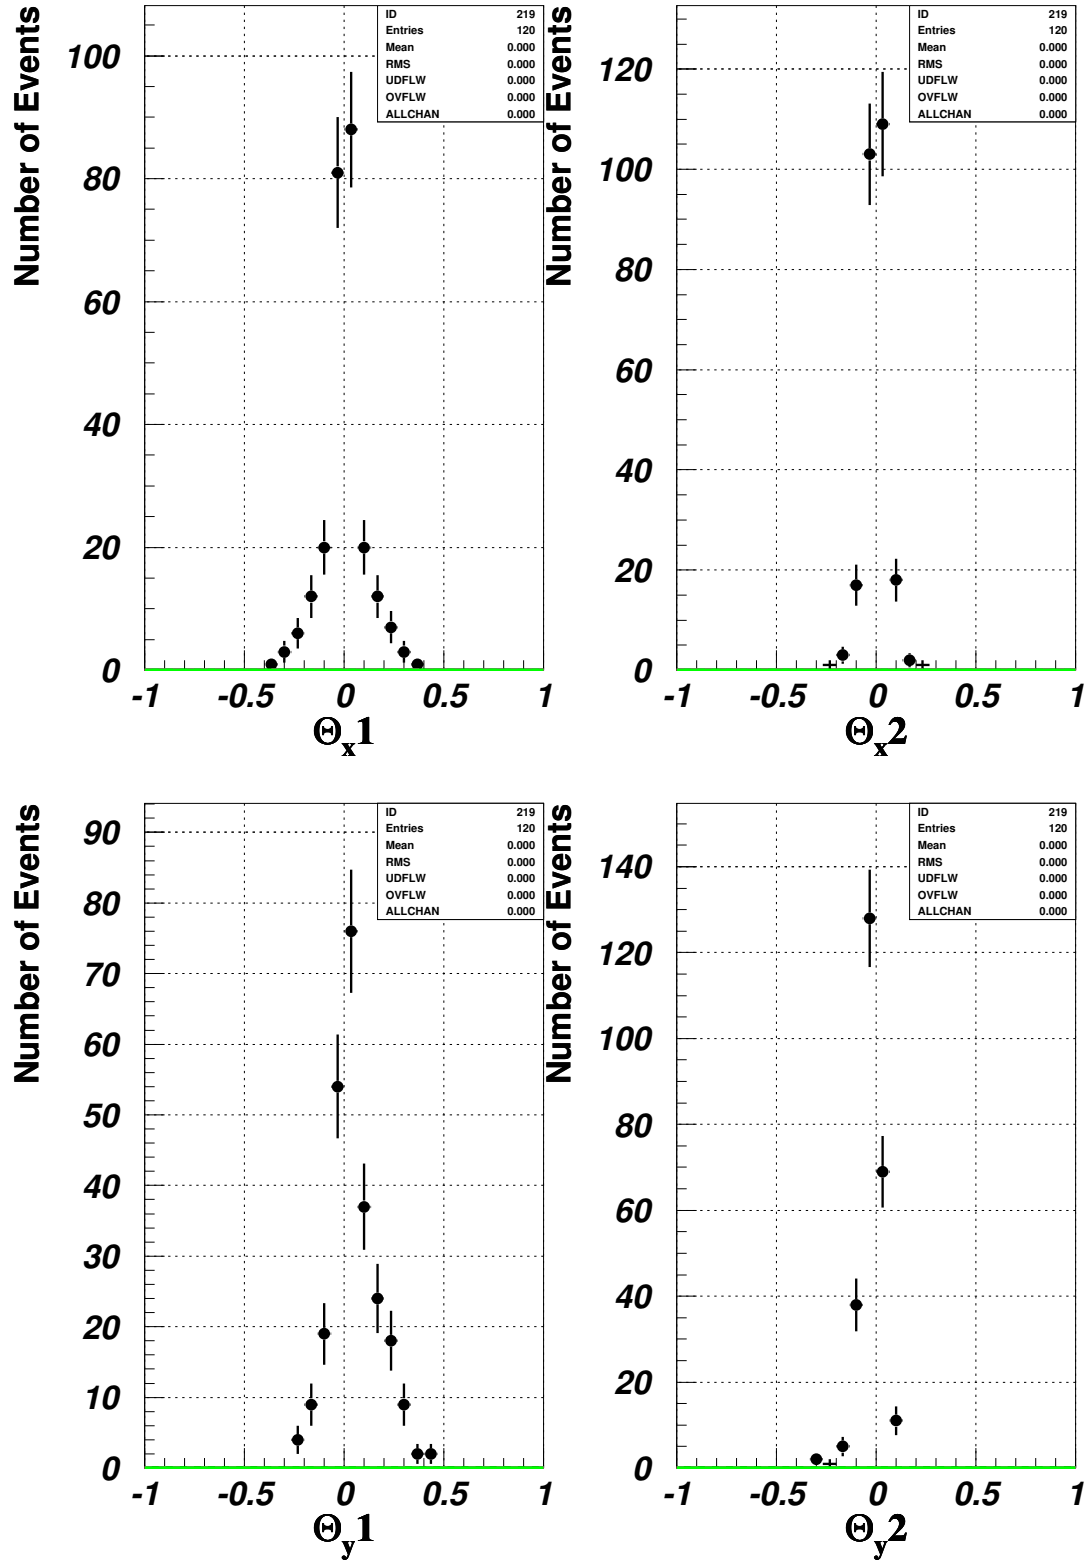 Number of Events
ID 219
Entries 120
Mean 0.000
RMS 0.000
UDFLW 0.000
OVFLW 0.000
ALLCHAN 0.000
100
80
60
40
20
0
-1 -0.5 0 0.5 1
Θx1
Number of Events
ID 219
Entries 120
Mean 0.000
RMS 0.000
UDFLW 0.000
OVFLW 0.000
ALLCHAN 0.000
120
100
80
60
40
20
0
-1 -0.5 0 0.5 1
Θx2
Number of Events
ID 219
Entries 120
Mean 0.000
RMS 0.000
UDFLW 0.000
OVFLW 0.000
ALLCHAN 0.000
90
80
70
60
50
40
30
20
10
0
-1 -0.5 0 0.5 1
Θy1
Number of Events
ID 219
Entries 120
Mean 0.000
RMS 0.000
UDFLW 0.000
OVFLW 0.000
ALLCHAN 0.000
140
120
100
80
60
40
20
0
-1 -0.5 0 0.5 1
Θy2